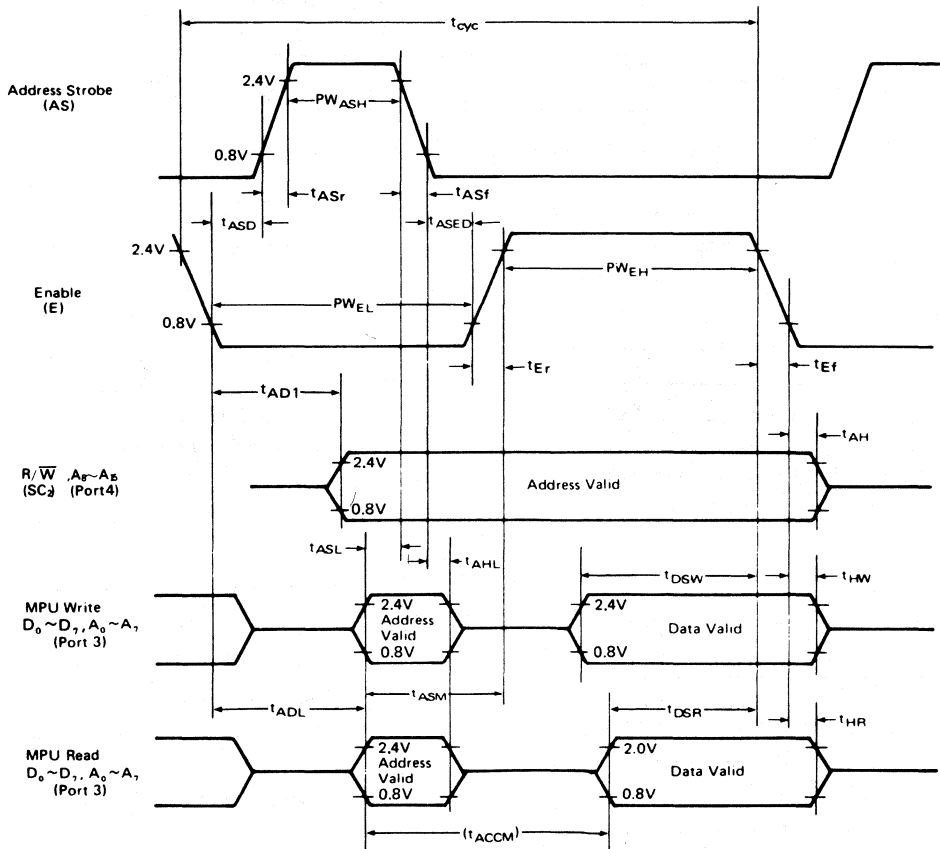 tcyc
Address Strobe
(AS)
2.4V
PWASH
0.8V
tASr
tASf
tASD
tASED
Enable
(E)
2.4V
PWEH
PWEL
0.8V
tEr
tEf
tAD1
tAH
R/W̅ ,A8~A15
(SC2) (Port4)
2.4V
Address Valid
0.8V
tASL
tAHL
tDSW
tHW
MPU Write
D0~D7, A0~A7
(Port 3)
2.4V
Address
Valid
0.8V
2.4V
Data Valid
0.8V
tADL
tASM
tDSR
tHR
MPU Read
D0~D7, A0~A7
(Port 3)
2.4V
Address
Valid
0.8V
2.0V
Data Valid
0.8V
(tACCM)